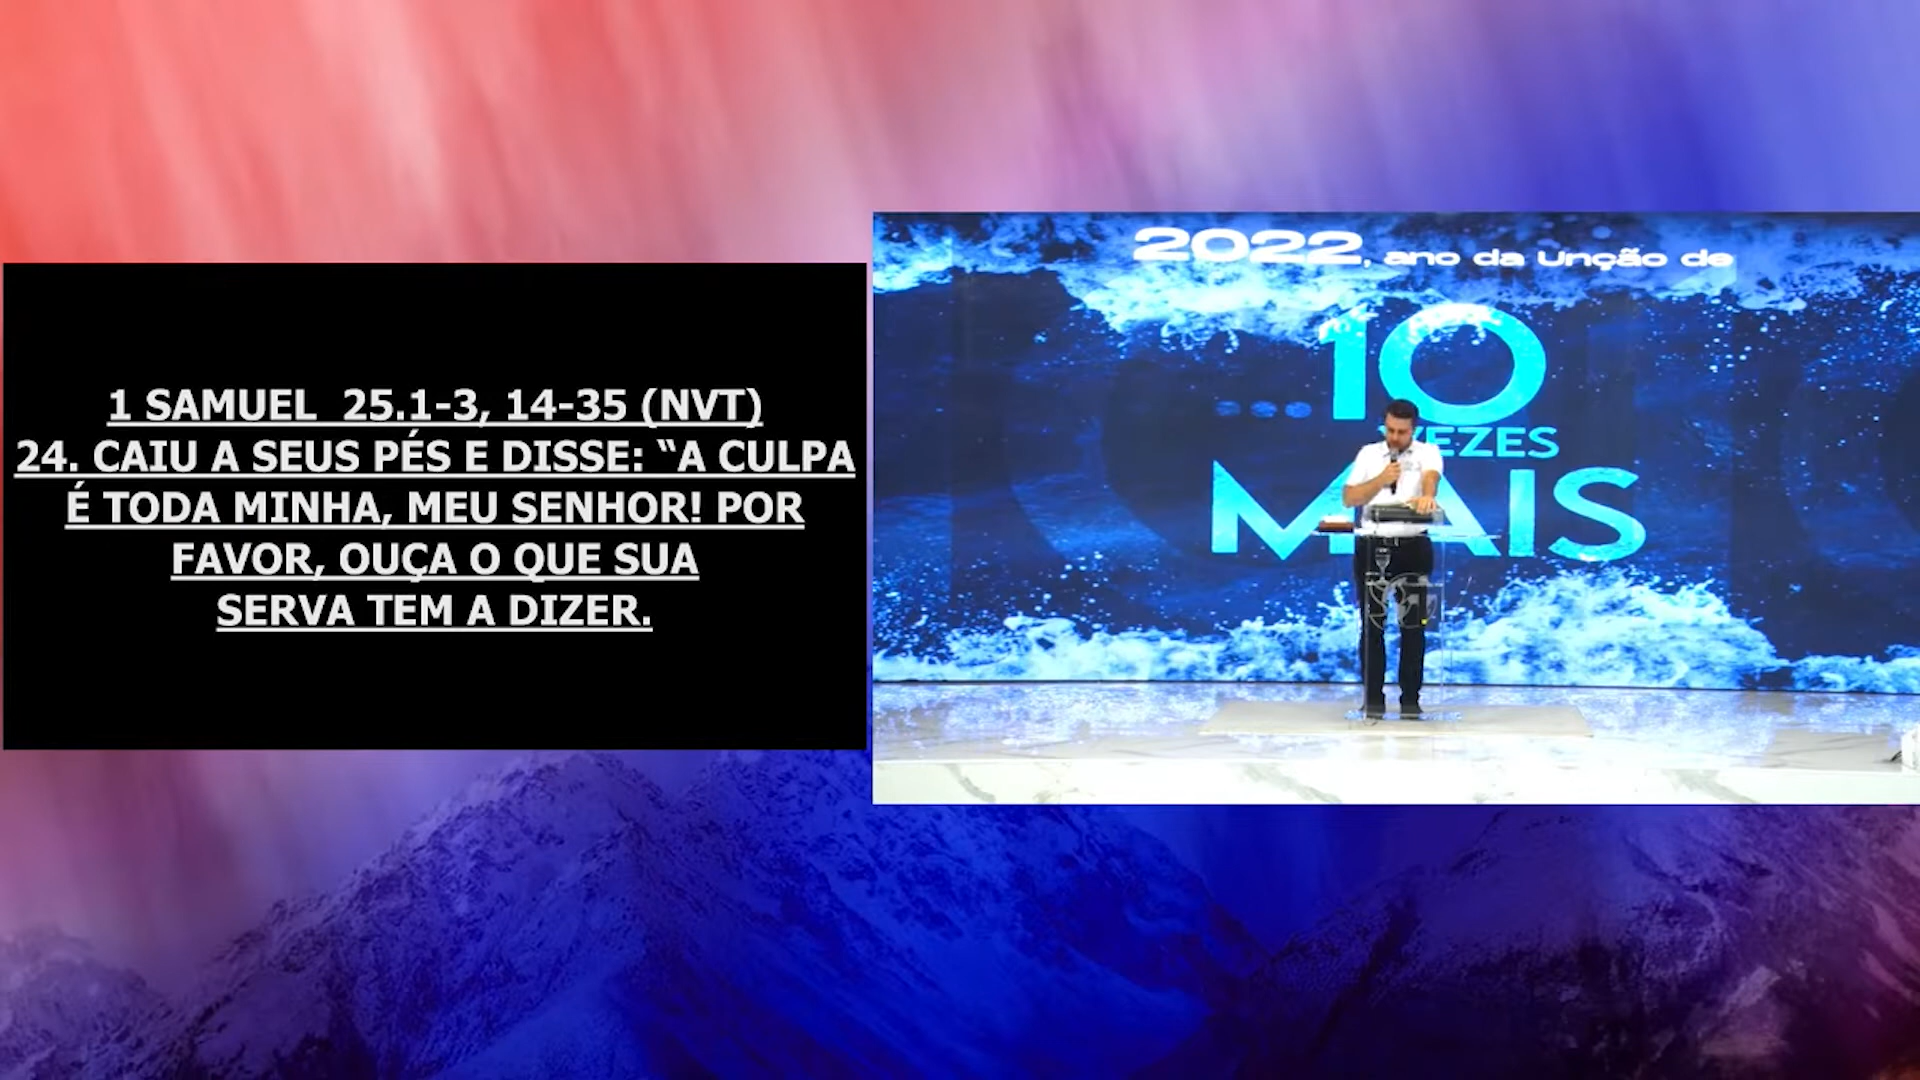 1 SAMUEL 25.1-3, 14-35 (NVT)
24. CAIU A SEUS PÉS E DISSE: “A CULPA
É TODA MINHA, MEU SENHOR! POR
FAVOR, OUÇA O QUE SUA
SERVA TEM A DIZER.
2022, ano da Unção de
...10
EZES
MAIS